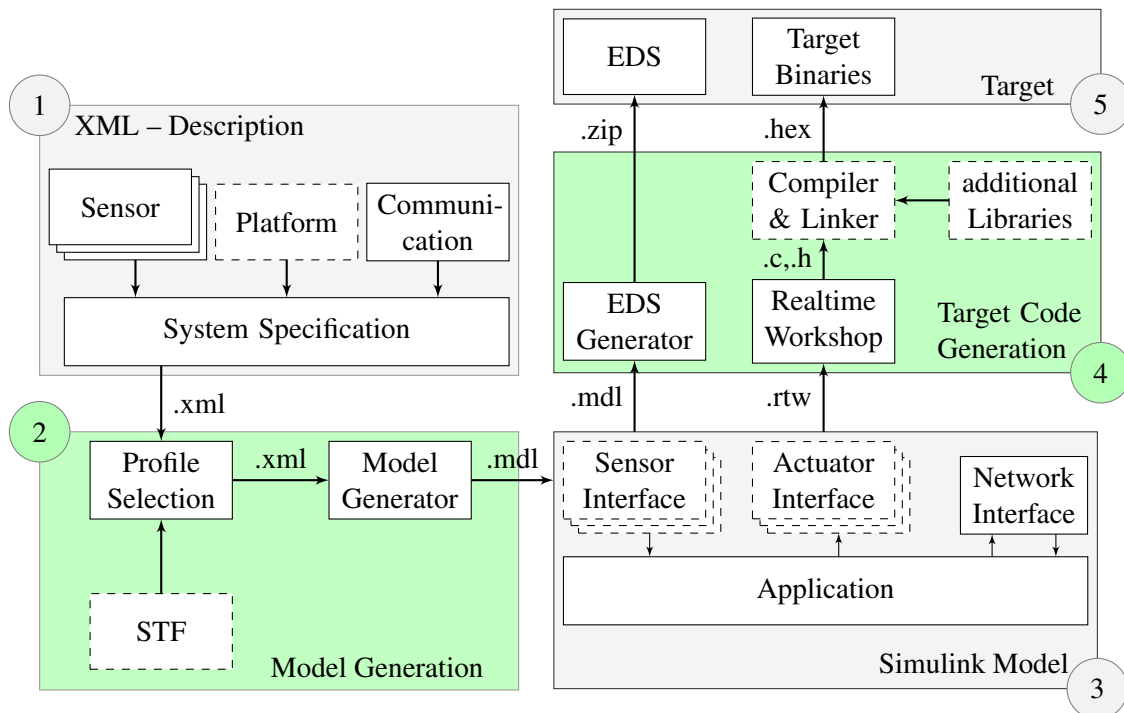 1
XML – Description
Sensor
Platform
Communi-
cation
System Specification
.xml
2
Profile
Selection
.xml
Model
Generator
.mdl
STF
Model Generation
Sensor
Interface
Actuator
Interface
Network
Interface
Application
Simulink Model
3
.mdl
.rtw
EDS
Generator
Realtime
Workshop
Target Code
Generation
4
.c,.h
Compiler
& Linker
additional
Libraries
.zip
.hex
EDS
Target
Binaries
Target
5